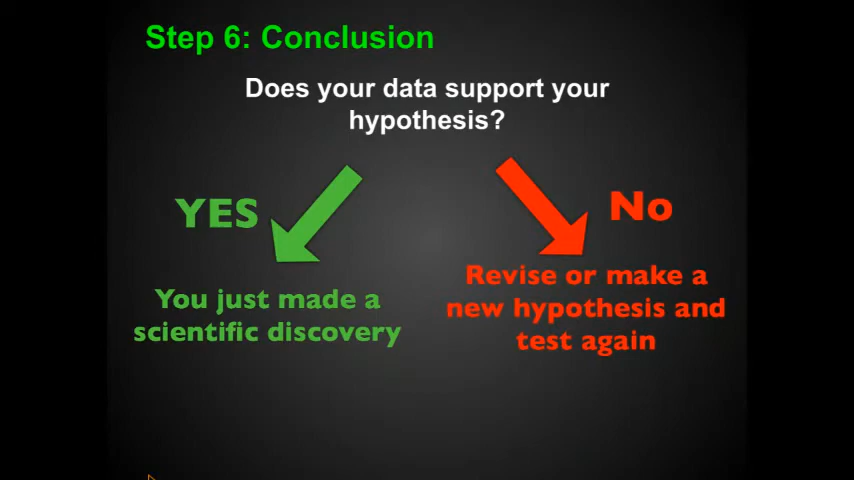 Step 6: Conclusion
Does your data support your
hypothesis?
YES
No
You just made a
scientific discovery
Revise or make a
new hypothesis and
test again